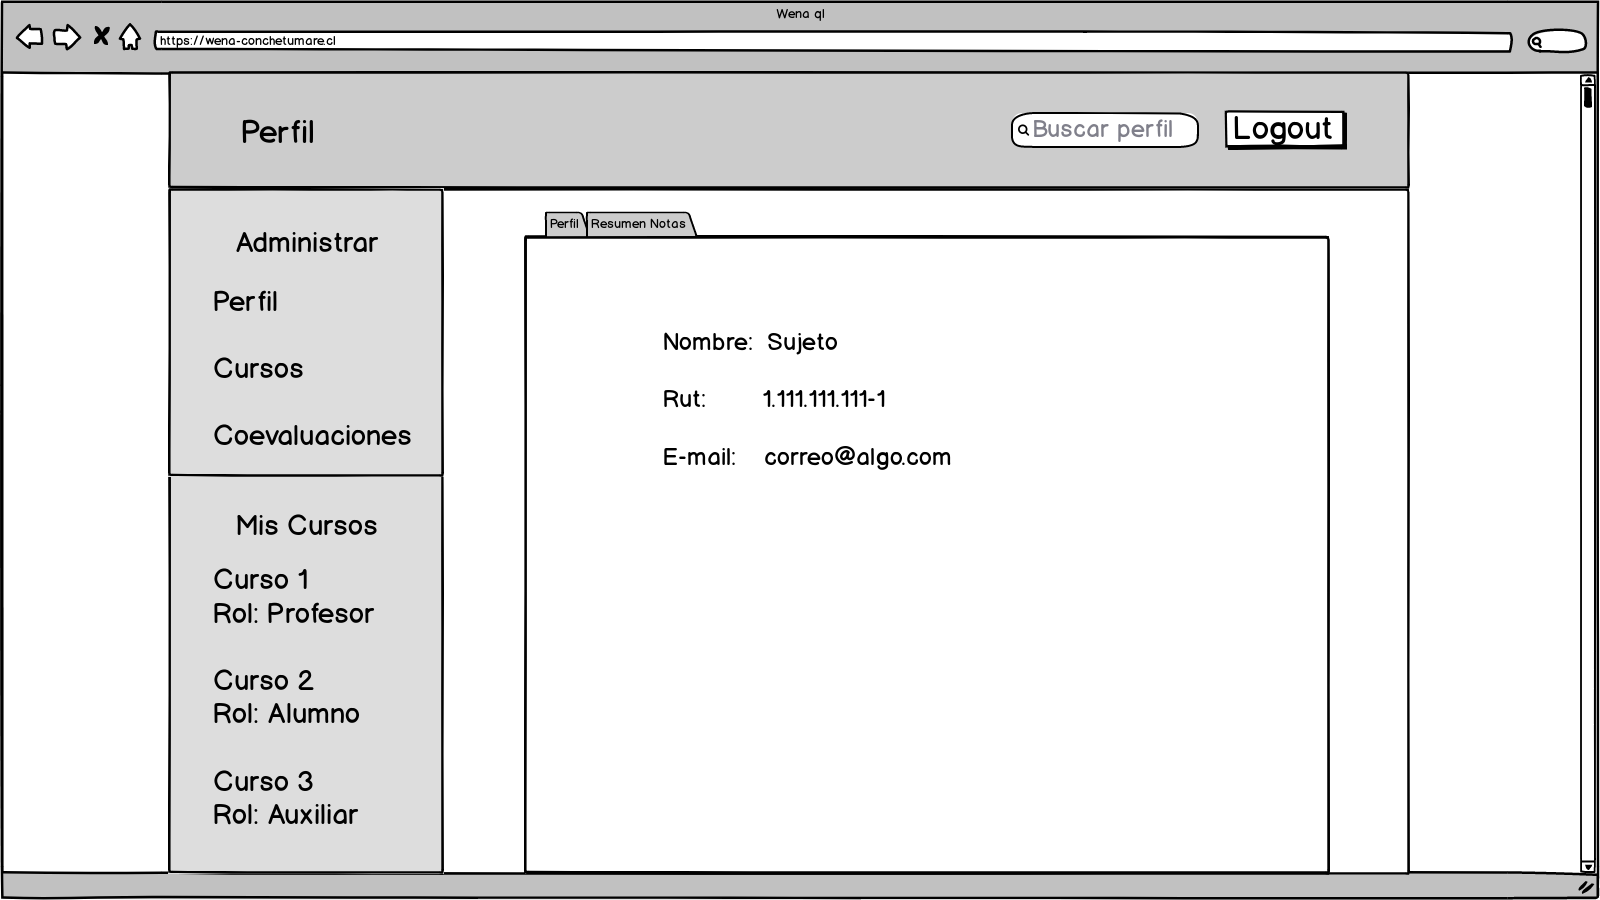 Wena ql
https://wena-conchetumare.cl
Perfil
Buscar perfil
Logout
Administrar
Perfil
Cursos
Coevaluaciones
Mis Cursos
Curso 1
Rol: Profesor
Curso 2
Rol: Alumno
Curso 3
Rol: Auxiliar
Perfil
Resumen Notas
Nombre: Sujeto
Rut: 1.111.111.111-1
E-mail: correo@algo.com